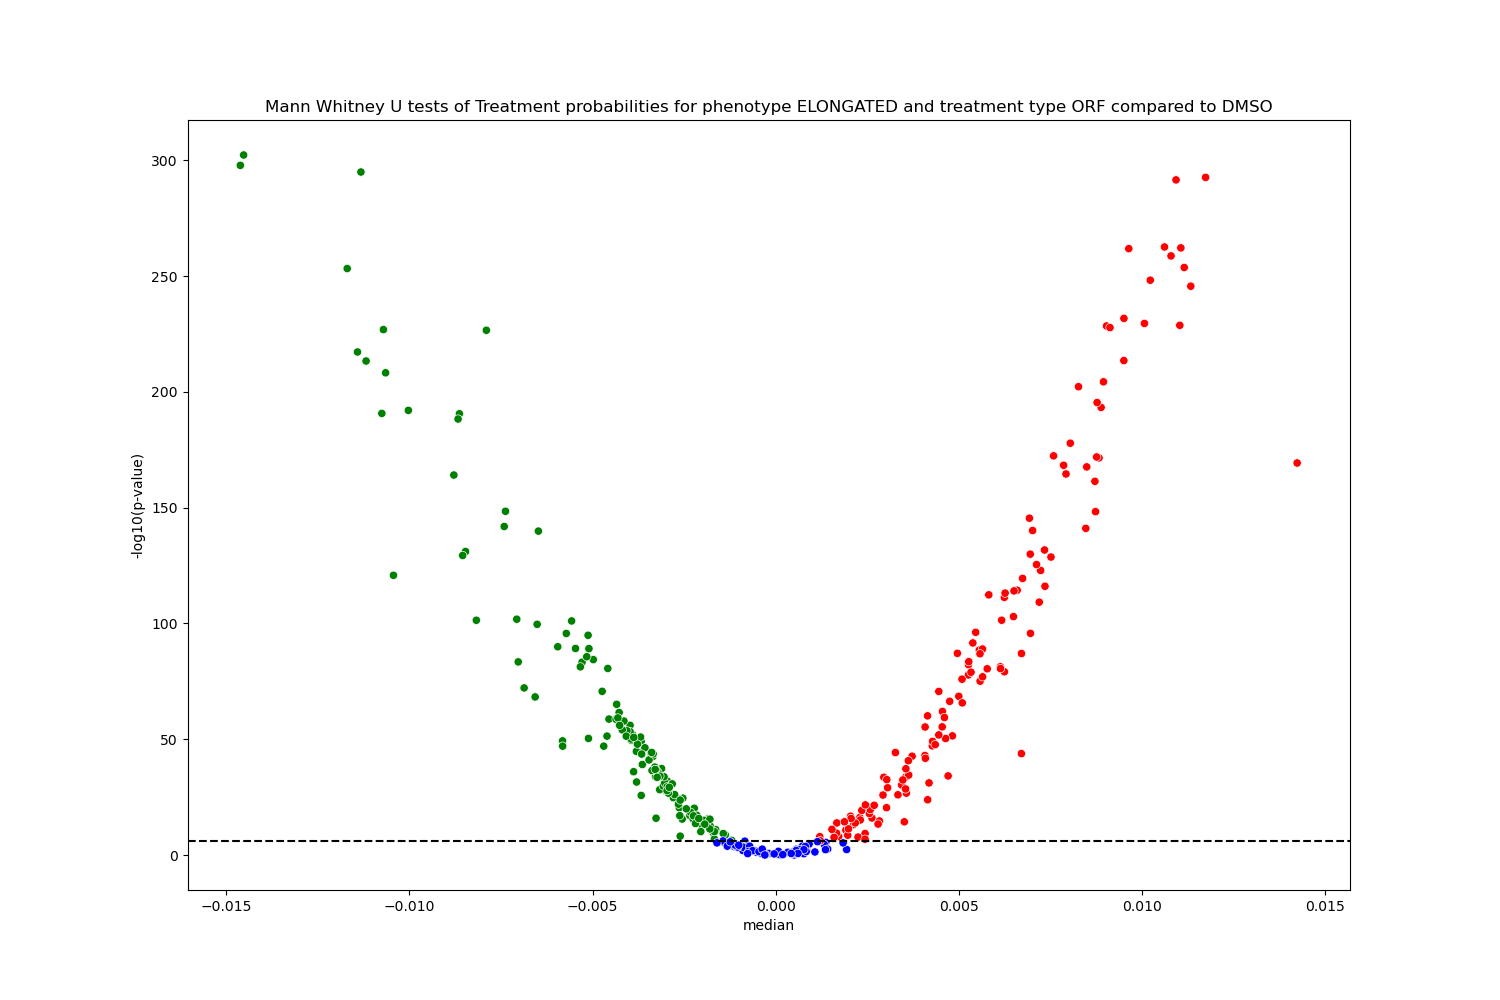 Mann Whitney U tests of Treatment probabilities for phenotype ELONGATED and treatment type ORF compared to DMSO
300
250
200
150
100
50
0
-log10(p-value)
−0.015 −0.010 −0.005 0.000 0.005 0.010 0.015
median